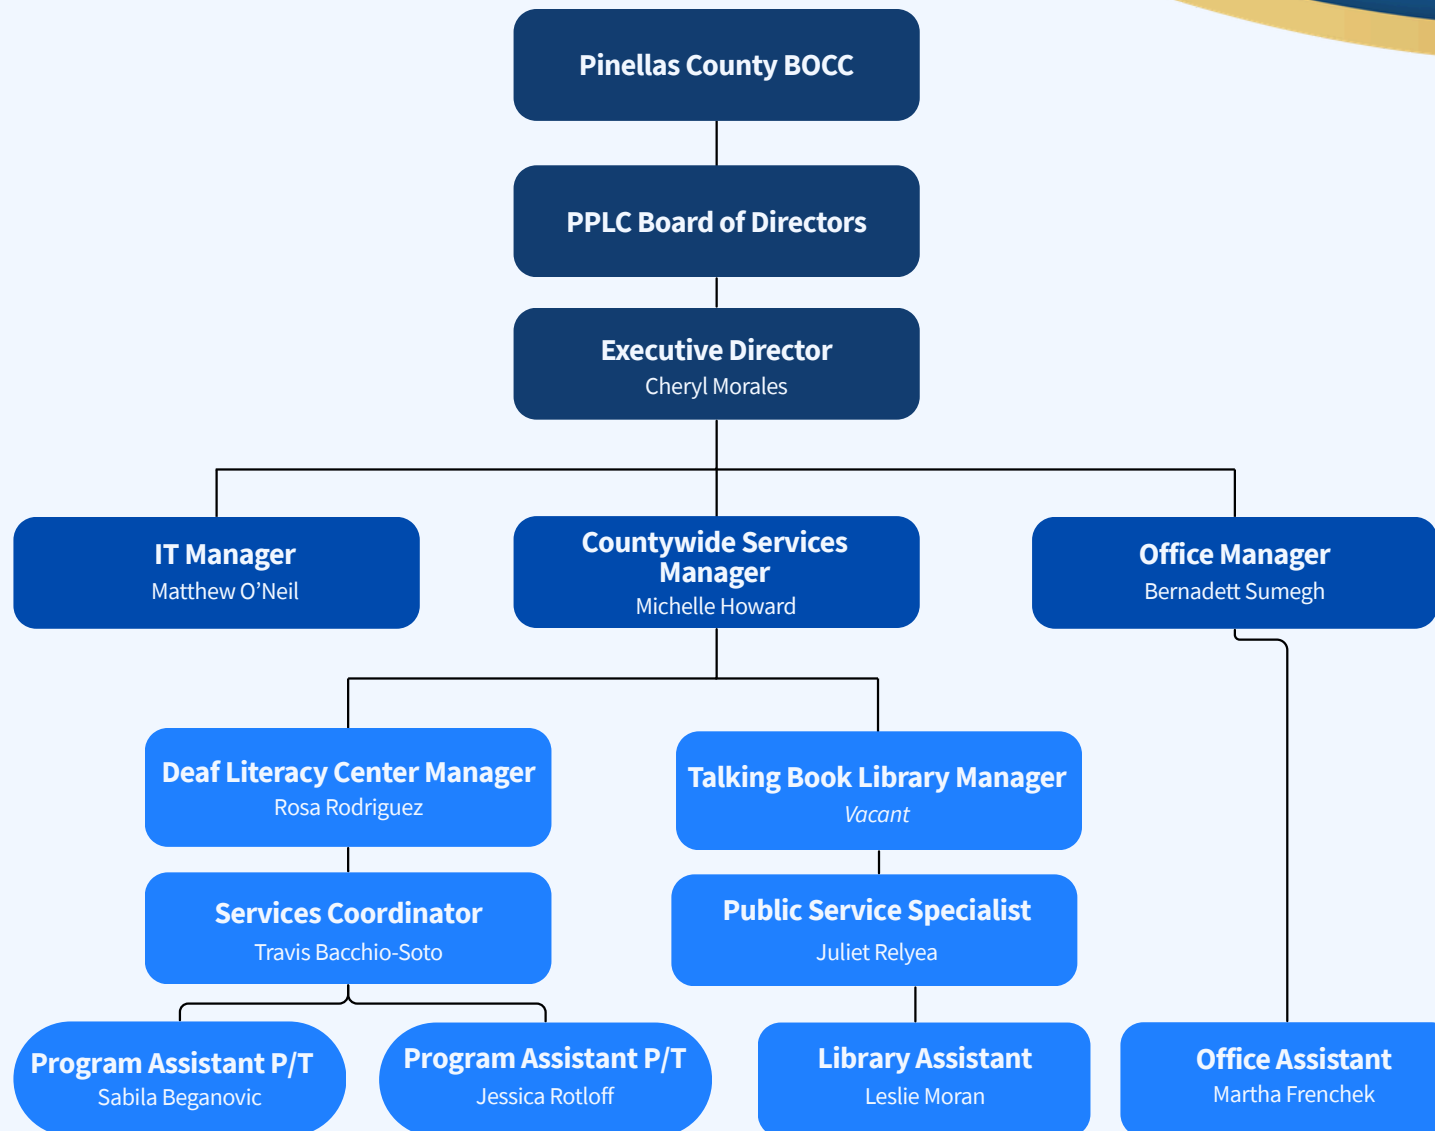 Pinellas County BOCC
PPLC Board of Directors
Executive Director
Cheryl Morales
IT Manager
Matthew O’Neil
Countywide Services
Manager
Michelle Howard
Office Manager
Bernadett Sumegh
Deaf Literacy Center Manager
Rosa Rodriguez
Talking Book Library Manager
Vacant
Services Coordinator
Travis Bacchio-Soto
Public Service Specialist
Juliet Relyea
Program Assistant P/T
Sabila Beganovic
Program Assistant P/T
Jessica Rotloff
Library Assistant
Leslie Moran
Office Assistant
Martha Frenchek